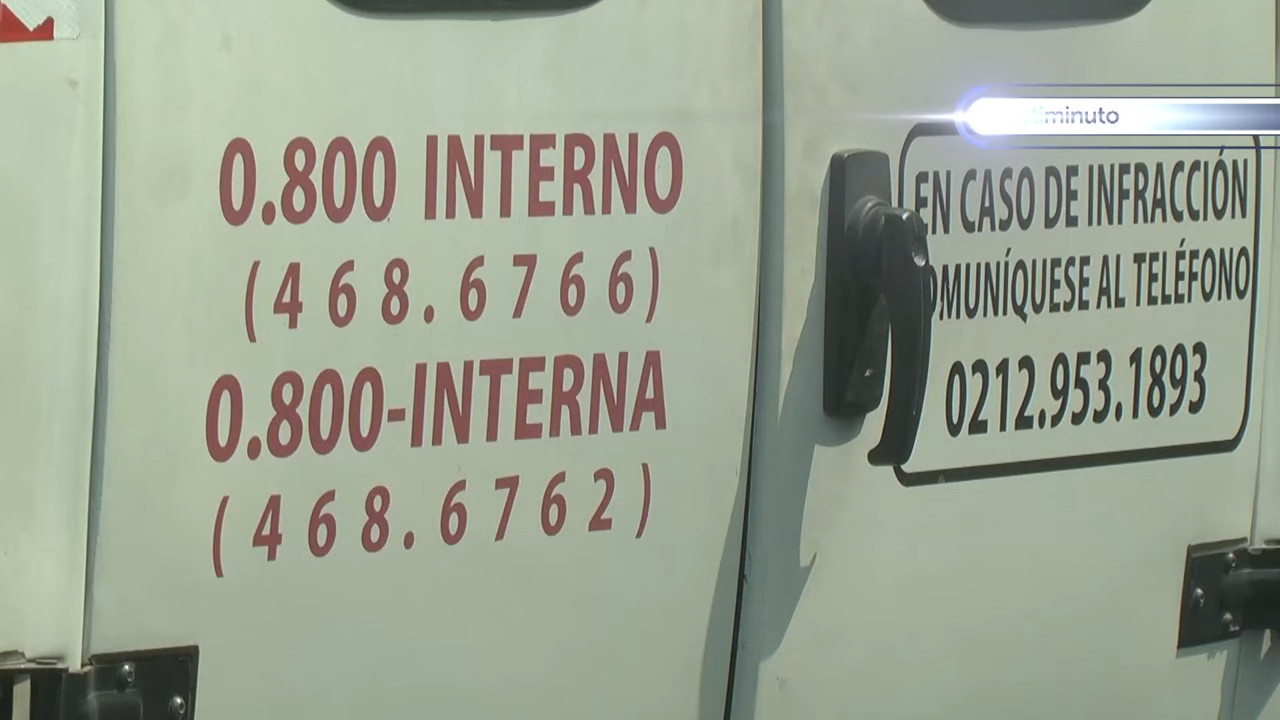 0.800 INTERNO
(468.6766)
0.800-INTERNA
(468.6762)
EN CASO DE INFRACCIÓN
COMUNÍQUESE AL TELÉFONO
0212.953.1893